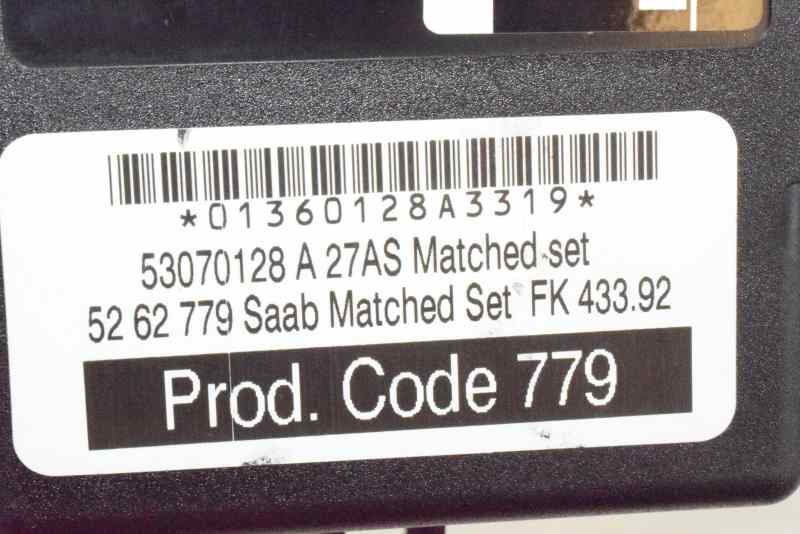 *01360128A3319*
53070128 A 27AS Matched set
52 62 779 Saab Matched Set FK 433.92
Prod. Code 779